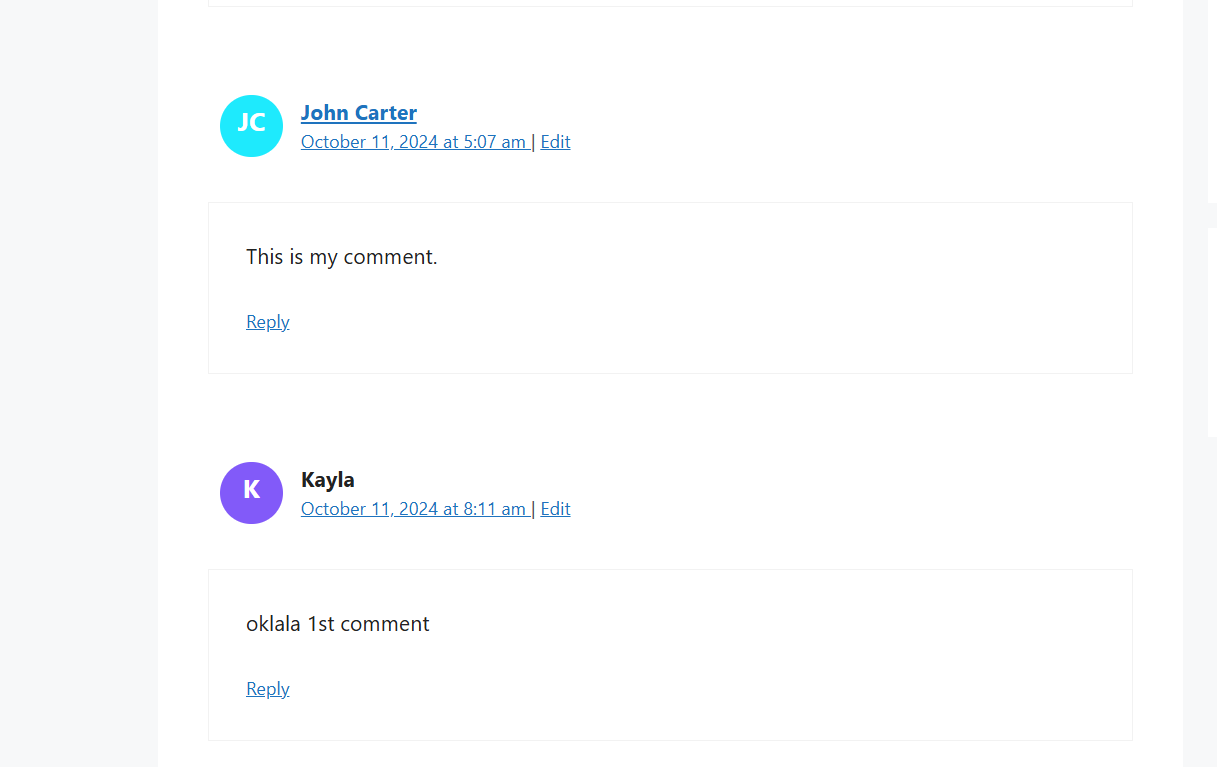 JC
John Carter
October 11, 2024 at 5:07 am | Edit
This is my comment.
Reply
K
Kayla
October 11, 2024 at 8:11 am | Edit
oklala 1st comment
Reply